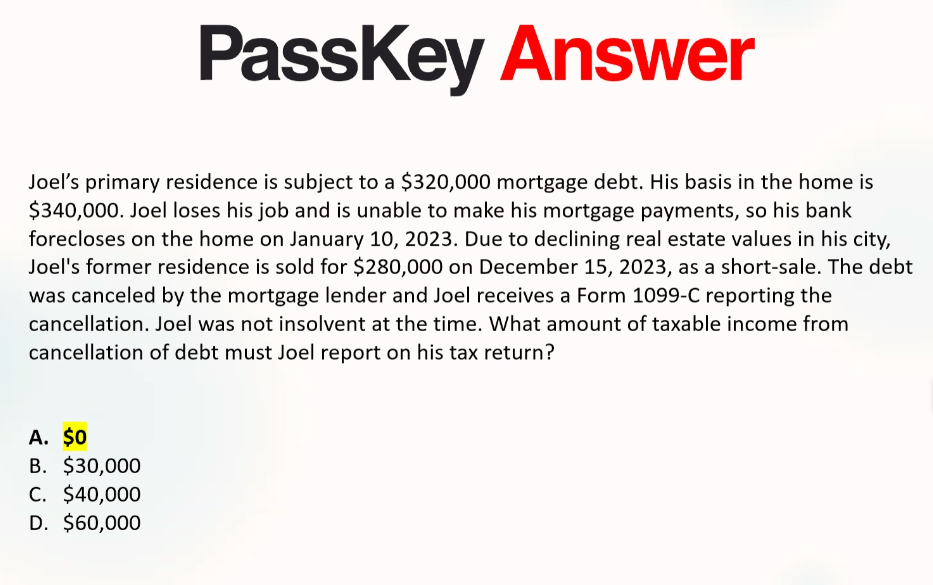 PassKey Answer
Joel’s primary residence is subject to a $320,000 mortgage debt. His basis in the home is
$340,000. Joel loses his job and is unable to make his mortgage payments, so his bank
forecloses on the home on January 10, 2023. Due to declining real estate values in his city,
Joel's former residence is sold for $280,000 on December 15, 2023, as a short-sale. The debt
was canceled by the mortgage lender and Joel receives a Form 1099-C reporting the
cancellation. Joel was not insolvent at the time. What amount of taxable income from
cancellation of debt must Joel report on his tax return?
A. $0
B. $30,000
C. $40,000
D. $60,000